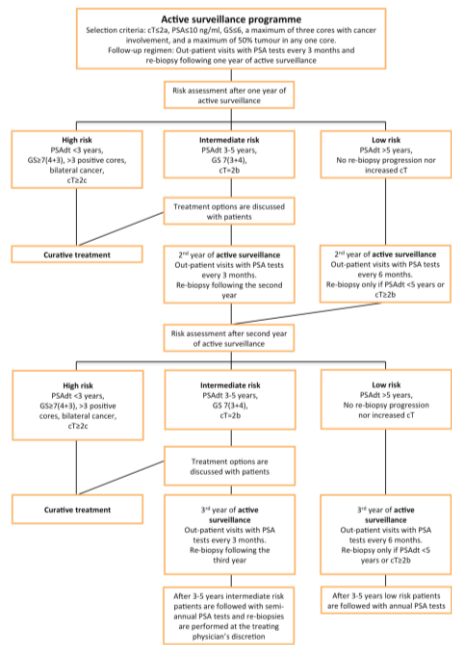 Active surveillance programme
Selection criteria: cT≤2a, PSA≤10 ng/ml, GS≤6, a maximum of three cores with cancer
involvement, and a maximum of 50% tumour in any one core.
Follow-up regimen: Out-patient visits with PSA tests every 3 months and
re-biopsy following one year of active surveillance
Risk assessment after one year of
active surveillance
High risk
PSAdt <3 years,
GS≥7(4+3), >3 positive cores,
bilateral cancer,
cT≥2c
Intermediate risk
PSAdt 3-5 years,
GS 7(3+4),
cT=2b
Low risk
PSAdt >5 years,
No re-biopsy progression nor
increased cT
Treatment options are discussed
with patients
Curative treatment
2nd year of active surveillance
Out-patient visits with PSA tests
every 3 months.
Re-biopsy following the second
year
2nd year of active surveillance
Out-patient visits with PSA tests
every 6 months.
Re-biopsy only if PSAdt <5 years or
cT≥2b
Risk assessment after second year
of active surveillance
High risk
PSAdt <3 years,
GS≥7(4+3), >3 positive
cores, bilateral cancer,
cT≥2c
Intermediate risk
PSAdt 3-5 years,
GS 7(3+4),
cT=2b
Low risk
PSAdt >5 years,
No re-biopsy progression
nor increased cT
Treatment options are
discussed with patients
Curative treatment
3rd year of active
surveillance
Out-patient visits with PSA
tests every 3 months.
Re-biopsy following the
third year
3rd year of active
surveillance
Out-patient visits with PSA
tests every 6 months.
Re-biopsy only if PSAdt <5
years or cT≥2b
After 3-5 years intermediate risk
patients are followed with semi-
annual PSA tests and re-biopsies
are performed at the treating
physician's discretion
After 3-5 years low risk patients
are followed with annual PSA tests